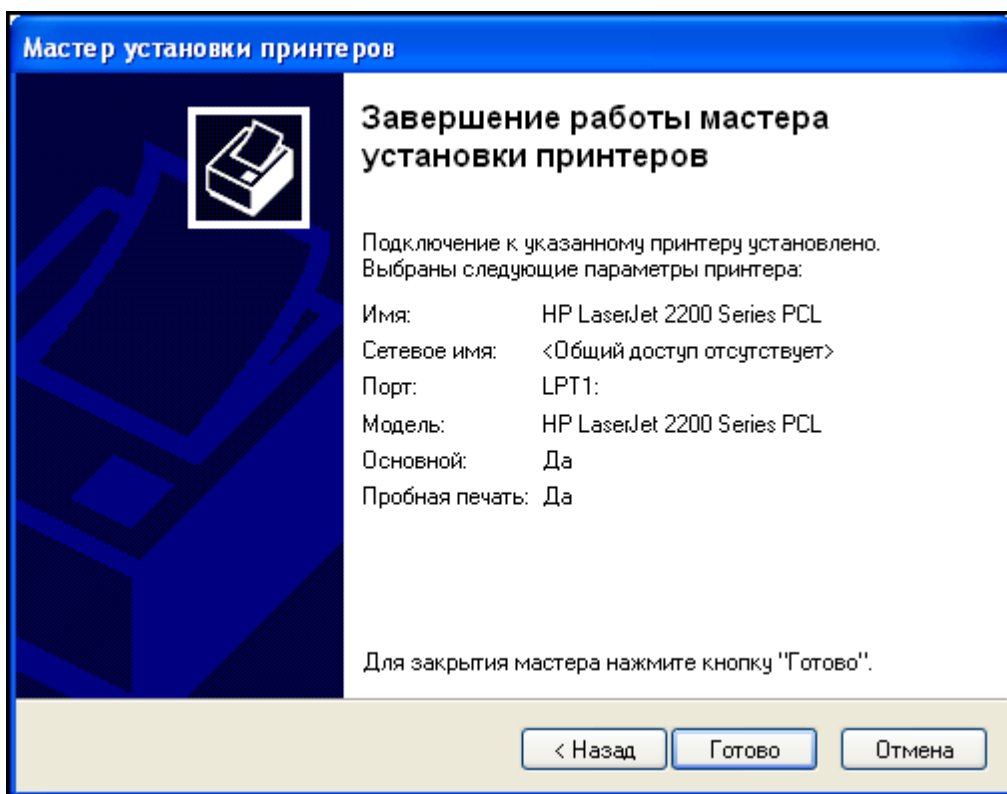 Мастер установки принтеров
Завершение работы мастера
установки принтеров
Подключение к указанному принтеру установлено.
Выбраны следующие параметры принтера:
Имя: HP LaserJet 2200 Series PCL
Сетевое имя: <Общий доступ отсутствует>
Порт: LPT1:
Модель: HP LaserJet 2200 Series PCL
Основной: Да
Пробная печать: Да
Для закрытия мастера нажмите кнопку "Готово".
< Назад Готово Отмена